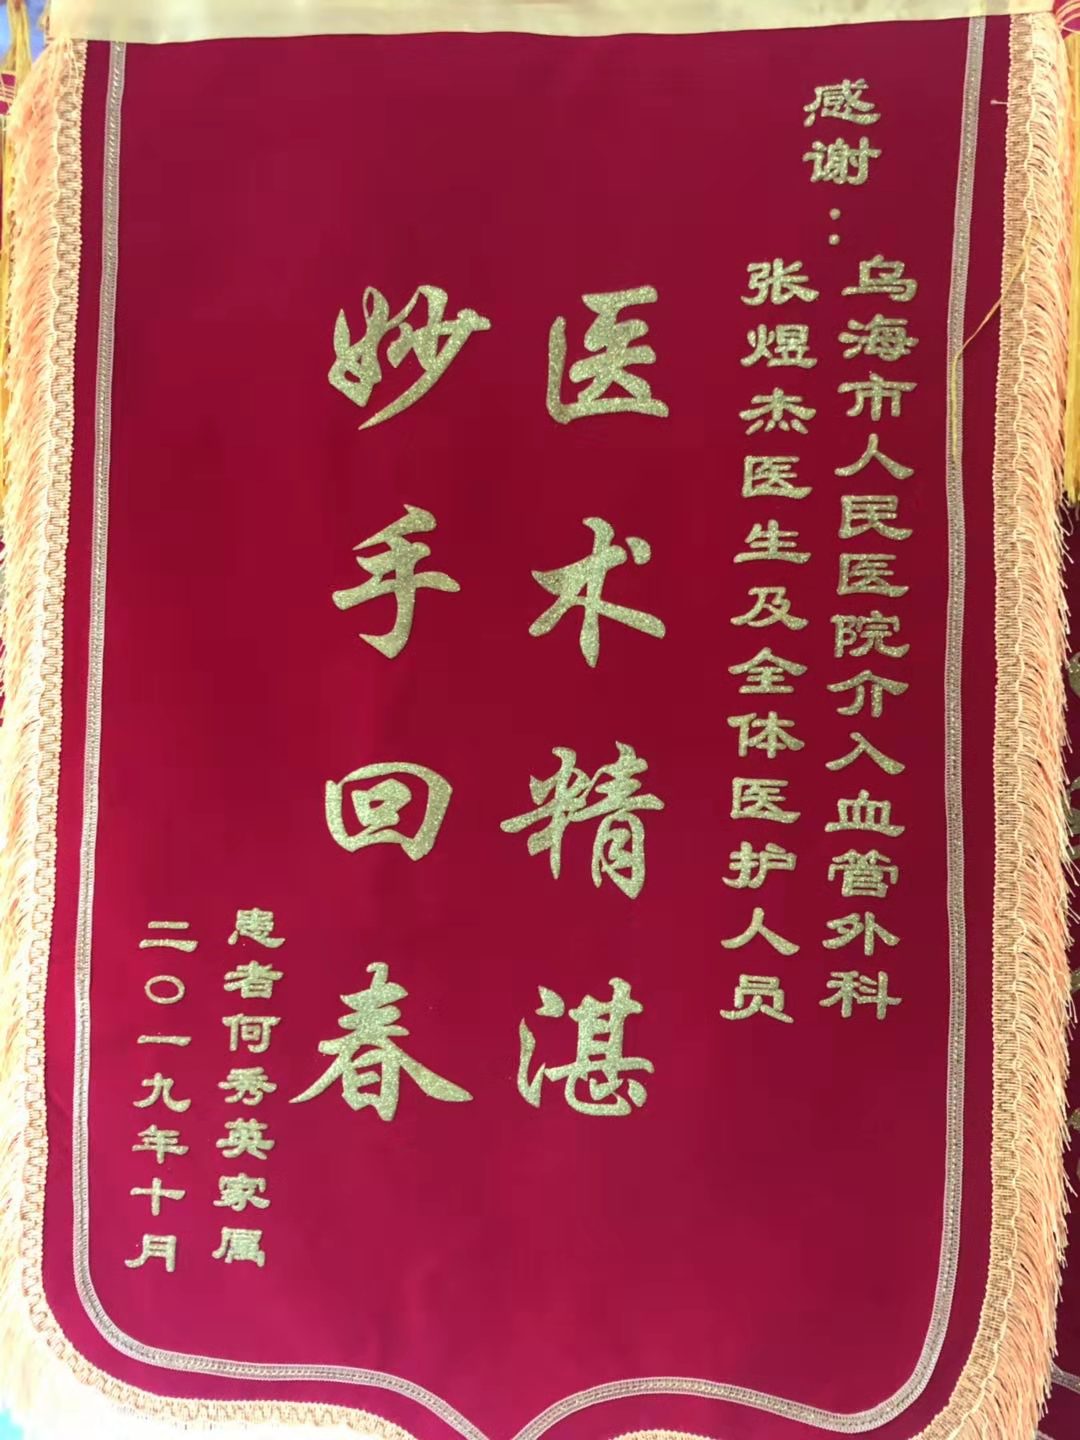 感谢：
乌海市人民医院介入血管外科
张煜杰医生及全体医护人员
医术精湛
妙手回春
患者何秀英家属
二〇一九年十月